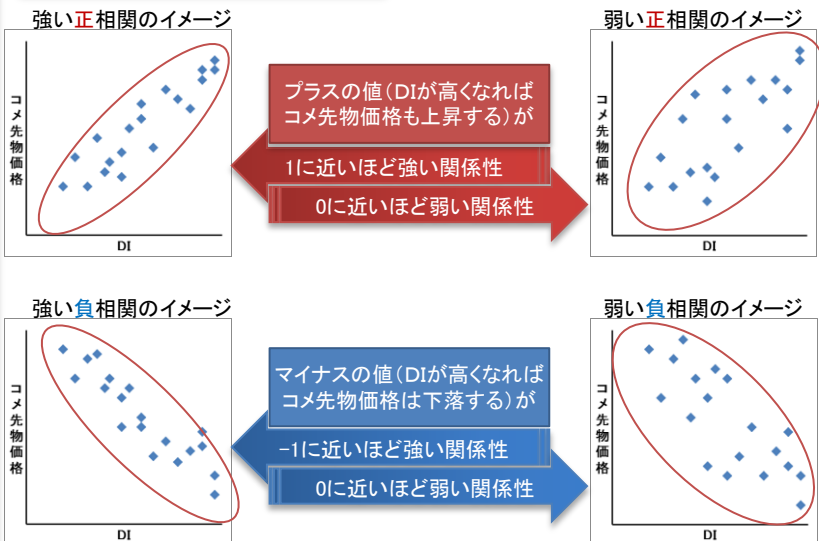 強い正相関のイメージ
コメ先物価格
DI
プラスの値(DIが高くなれば
コメ先物価格も上昇する)が
1に近いほど強い関係性
0に近いほど弱い関係性
弱い正相関のイメージ
コメ先物価格
DI
強い負相関のイメージ
コメ先物価格
DI
マイナスの値(DIが高くなれば
コメ先物価格は下落する)が
-1に近いほど強い関係性
0に近いほど弱い関係性
弱い負相関のイメージ
コメ先物価格
DI